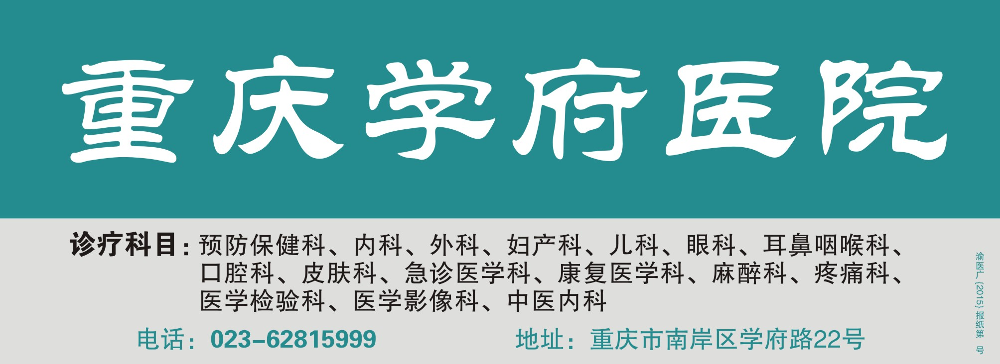 重庆学府医院
诊疗科目：预防保健科、内科、外科、妇产科、儿科、眼科、耳鼻咽喉科、
口腔科、皮肤科、急诊医学科、康复医学科、麻醉科、疼痛科、
医学检验科、医学影像科、中医内科
电话：023-62815999
地址：重庆市南岸区学府路22号
渝医广{2015}报纸第 号